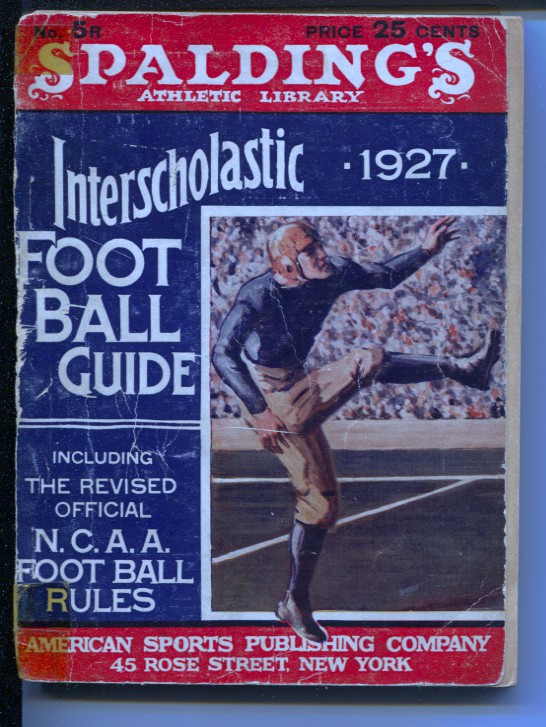 No. 5R PRICE 25 CENTS
SPALDING'S
ATHLETIC LIBRARY
Interscholastic · 1927 ·
FOOT
BALL
GUIDE
INCLUDING
THE REVISED
OFFICIAL
N. C. A. A.
FOOT BALL
RULES
AMERICAN SPORTS PUBLISHING COMPANY
45 ROSE STREET, NEW YORK